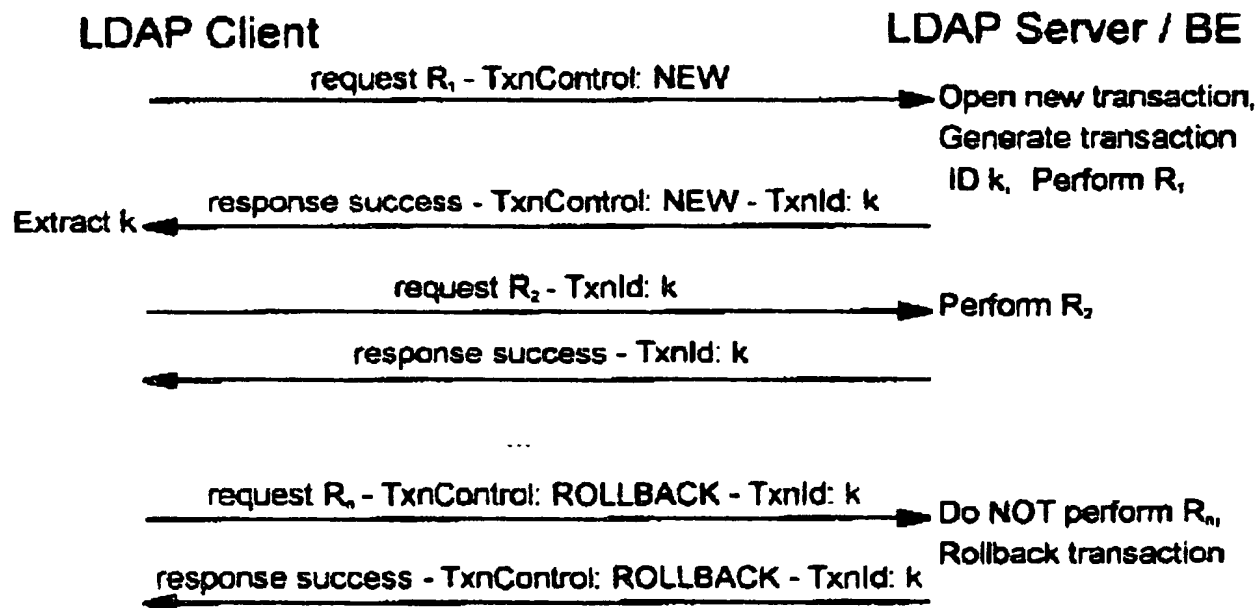 LDAP Client
LDAP Server / BE
request R₁ - TxnControl: NEW
Open new transaction,
Generate transaction
ID k, Perform R₁
response success - TxnControl: NEW - TxnId: k
Extract k
request R₂ - TxnId: k
Perform R₂
response success - TxnId: k
...
request Rₙ - TxnControl: ROLLBACK - TxnId: k
Do NOT perform Rₙ,
Rollback transaction
response success - TxnControl: ROLLBACK - TxnId: k